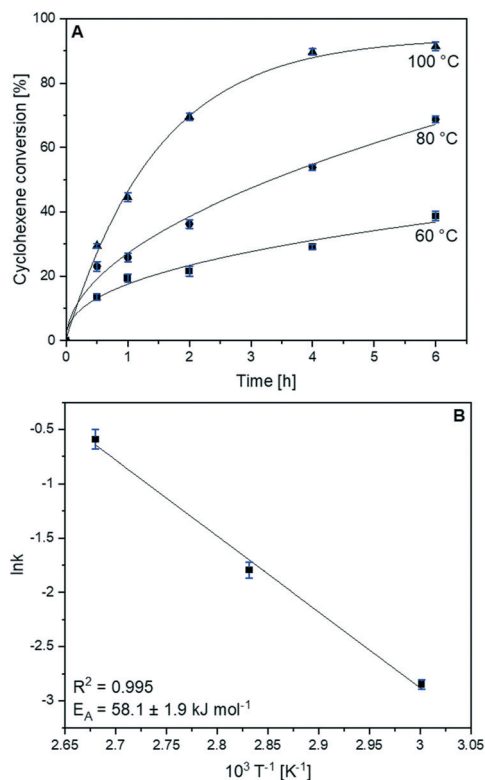 A
100
80
60
40
20
0
Cyclohexene conversion [%]
100 °C
80 °C
60 °C
0 1 2 3 4 5 6
Time [h]
B
-0.5
-1
-1.5
-2
-2.5
-3
lnk
R² = 0.995
E_A = 58.1 ± 1.9 kJ mol⁻¹
2.65 2.7 2.75 2.8 2.85 2.9 2.95 3 3.05
10³ T⁻¹ [K⁻¹]